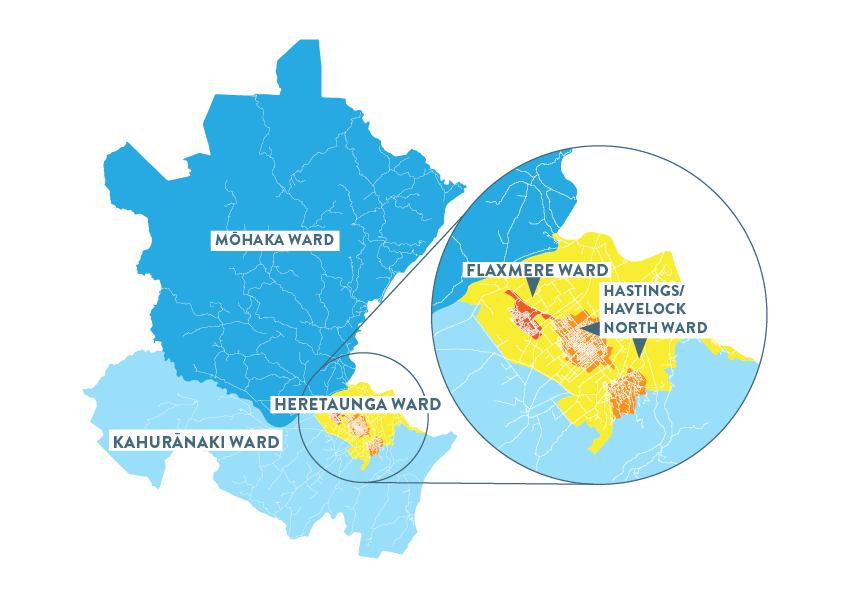 MŌHAKA WARD
FLAXMERE WARD
HASTINGS/
HAVELOCK
NORTH WARD
HERETAUNGA WARD
KAHURĀNAKI WARD